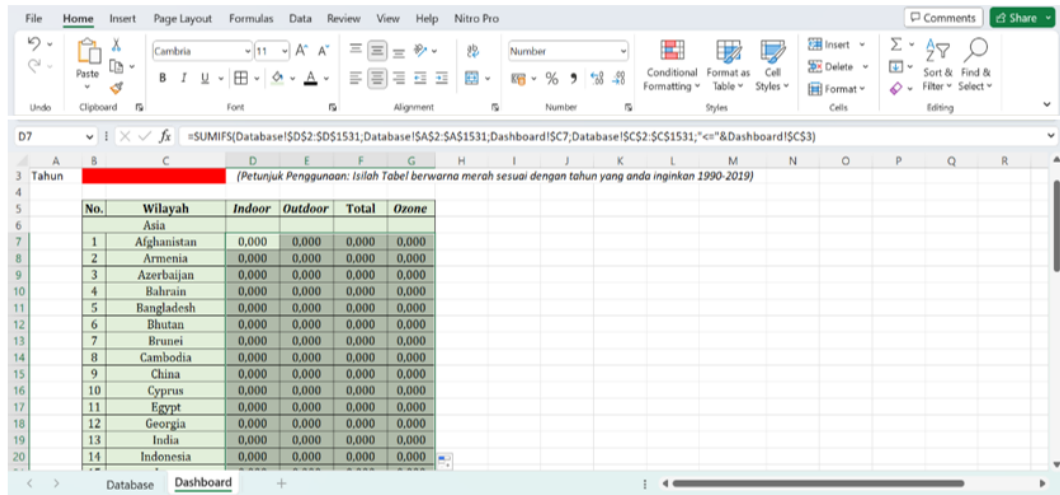 File Home Insert Page Layout Formulas Data Review View Help Nitro Pro Comments Share
Paste Cambria 11 A^ A˅ Number Conditional Formatting Format as Table Cell Styles Insert Delete Format Sort & Filter Find & Select
B I U A % 9
Undo Clipboard Font Alignment Number Styles Cells Editing
D7 fx =SUMIFS(Database!$D$2:$D$1531;Database!$A$2:$A$1531;Dashboard!$C7;Database!$C$2:$C$1531;"<="&Dashboard!$C$3)
A B C D E F G H I J K L M N O P Q R
3 Tahun (Petunjuk Penggunaan: Isilah Tabel berwarna merah sesuai dengan tahun yang anda inginkan 1990-2019)
4
5 No. Wilayah Indoor Outdoor Total Ozone
6 Asia
7 1 Afghanistan 0,000 0,000 0,000 0,000
8 2 Armenia 0,000 0,000 0,000 0,000
9 3 Azerbaijan 0,000 0,000 0,000 0,000
10 4 Bahrain 0,000 0,000 0,000 0,000
11 5 Bangladesh 0,000 0,000 0,000 0,000
12 6 Bhutan 0,000 0,000 0,000 0,000
13 7 Brunei 0,000 0,000 0,000 0,000
14 8 Cambodia 0,000 0,000 0,000 0,000
15 9 China 0,000 0,000 0,000 0,000
16 10 Cyprus 0,000 0,000 0,000 0,000
17 11 Egypt 0,000 0,000 0,000 0,000
18 12 Georgia 0,000 0,000 0,000 0,000
19 13 India 0,000 0,000 0,000 0,000
20 14 Indonesia 0,000 0,000 0,000 0,000
Database Dashboard